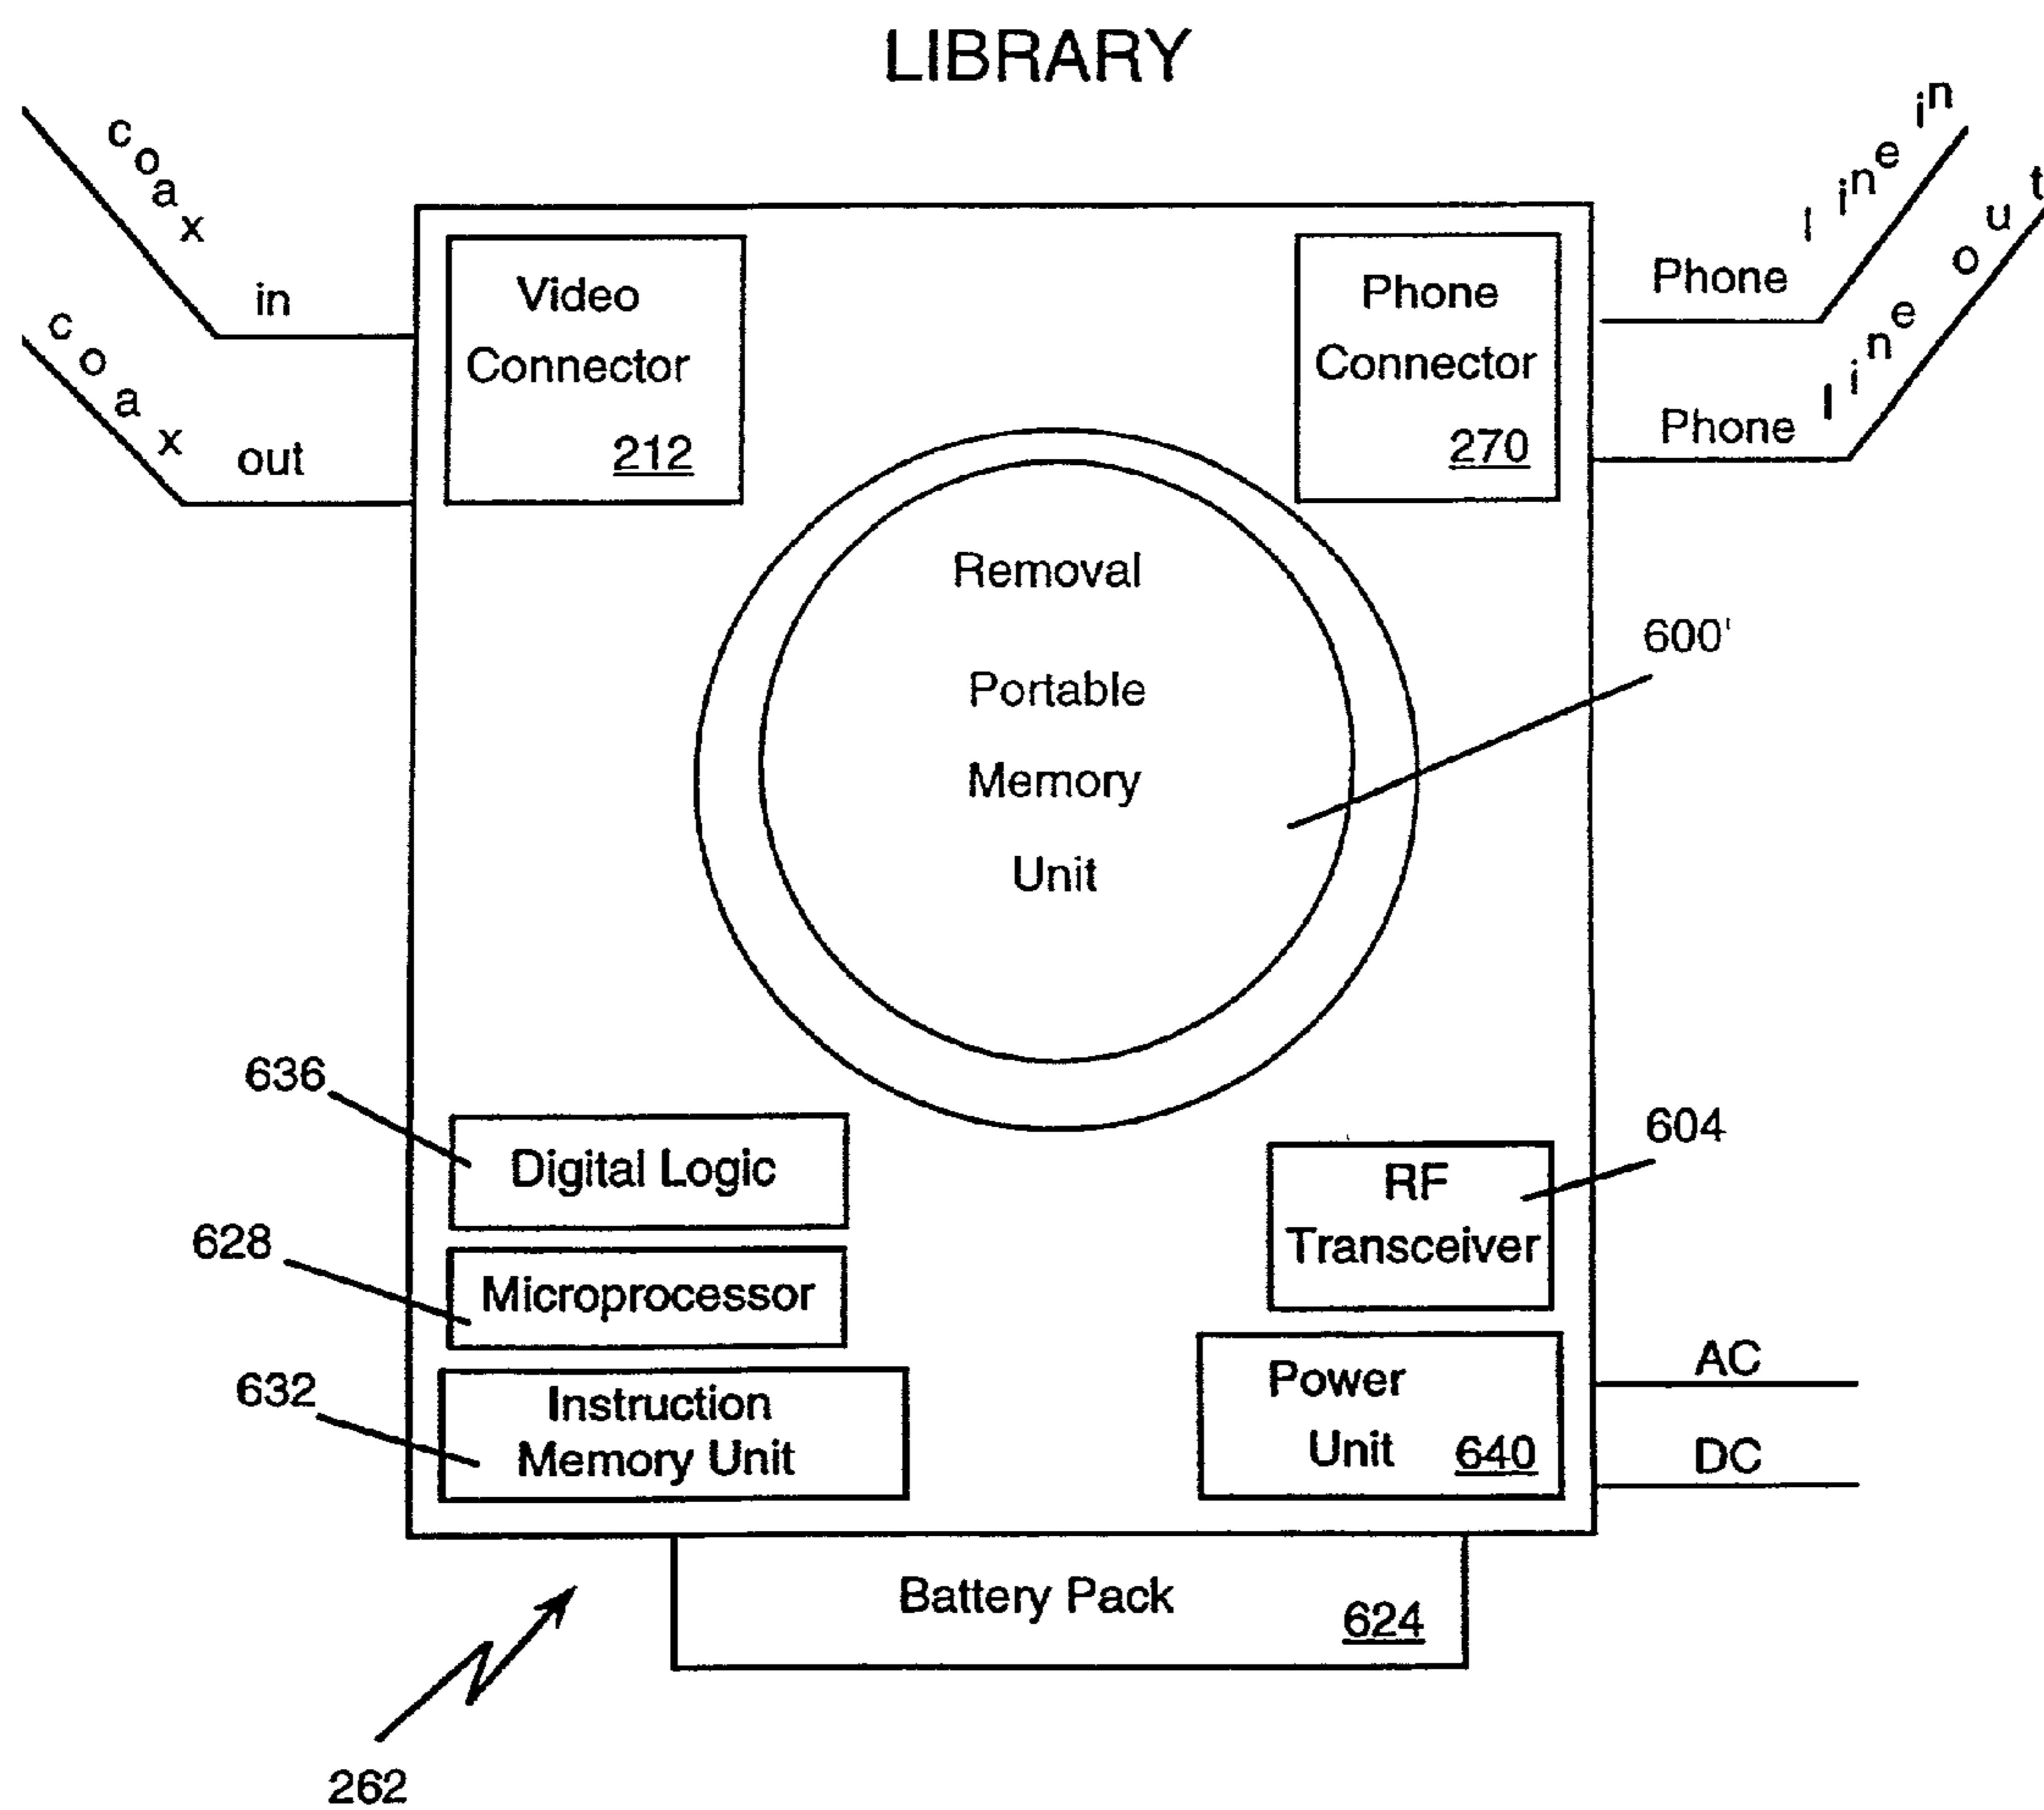 LIBRARY
coax in
coax out
Video
Connector
212
Phone
Connector
270
Phone line in
Phone line out
Removal
Portable
Memory
Unit
600'
636
Digital Logic
628
Microprocessor
632
Instruction
Memory Unit
604
RF
Transceiver
Power
Unit 640
AC
DC
Battery Pack
624
262